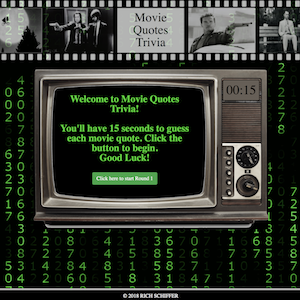 Movie
Quotes
Trivia
Welcome to Movie Quotes
Trivia!
You'll have 15 seconds to guess
each movie quote. Click the
button to begin.
Good Luck!
Click here to start Round 1
00:15
© 2018 RICH SCHIFFER